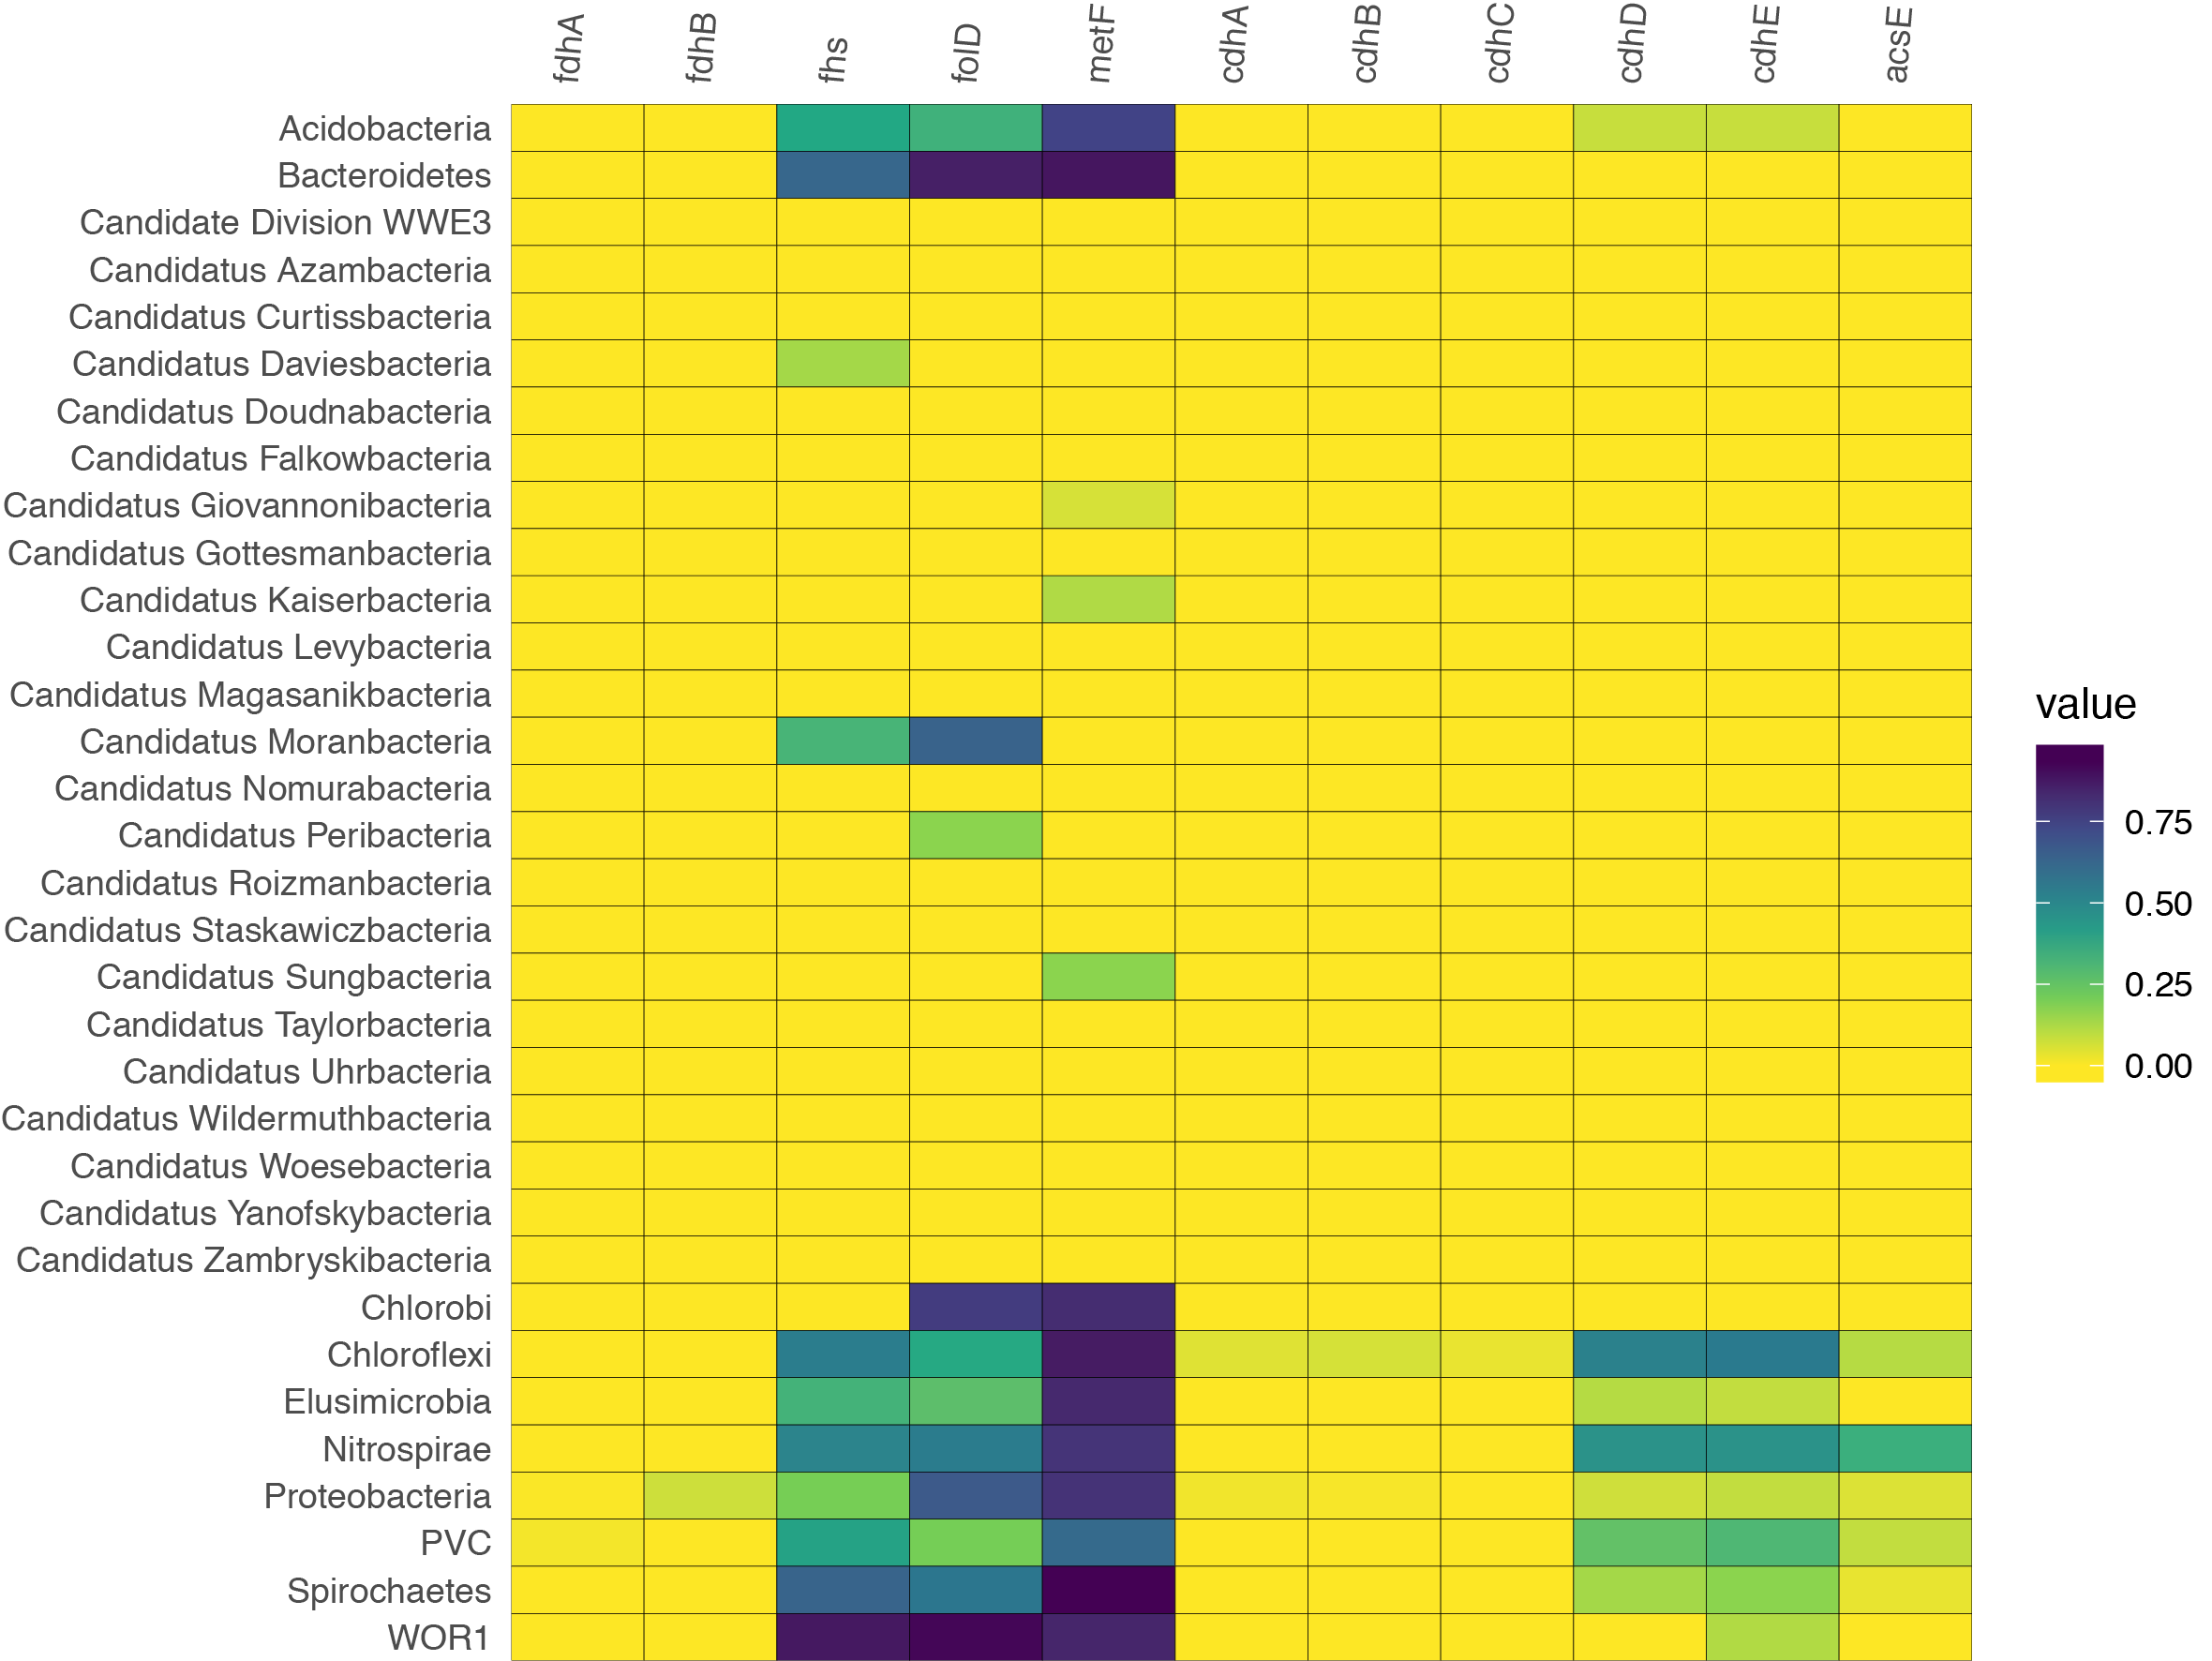 fdhA
fdhB
fhs
folD
metF
cdhA
cdhB
cdhC
cdhD
cdhE
acsE
Acidobacteria
Bacteroidetes
Candidate Division WWE3
Candidatus Azambacteria
Candidatus Curtissbacteria
Candidatus Daviesbacteria
Candidatus Doudnabacteria
Candidatus Falkowbacteria
Candidatus Giovannonibacteria
Candidatus Gottesmanbacteria
Candidatus Kaiserbacteria
Candidatus Levybacteria
Candidatus Magasanikbacteria
Candidatus Moranbacteria
Candidatus Nomurabacteria
Candidatus Peribacteria
Candidatus Roizmanbacteria
Candidatus Staskawiczbacteria
Candidatus Sungbacteria
Candidatus Taylorbacteria
Candidatus Uhrbacteria
Candidatus Wildermuthbacteria
Candidatus Woesebacteria
Candidatus Yanofskybacteria
Candidatus Zambryskibacteria
Chlorobi
Chloroflexi
Elusimicrobia
Nitrospirae
Proteobacteria
PVC
Spirochaetes
WOR1
value
0.75
0.50
0.25
0.00